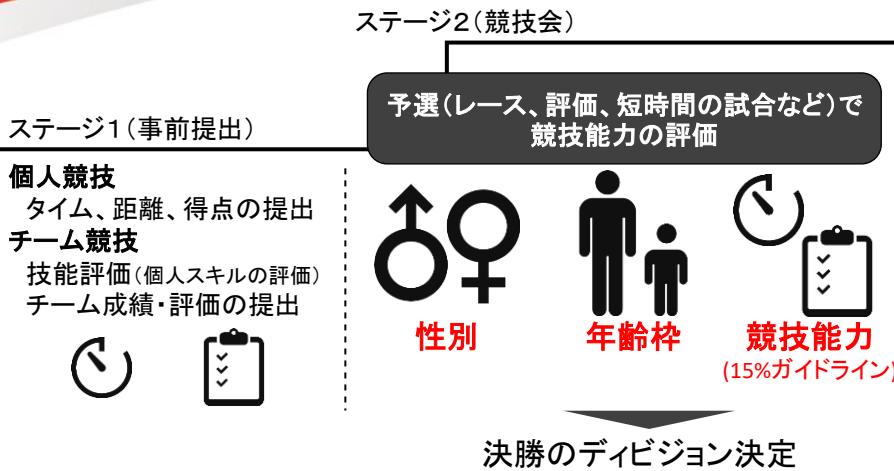 ステージ2(競技会)
予選(レース、評価、短時間の試合など)で
競技能力の評価
ステージ1(事前提出)
個人競技
タイム、距離、得点の提出
チーム競技
技能評価(個人スキルの評価)
チーム成績・評価の提出
性別
年齢枠
競技能力
(15%ガイドライン)
決勝のディビジョン決定